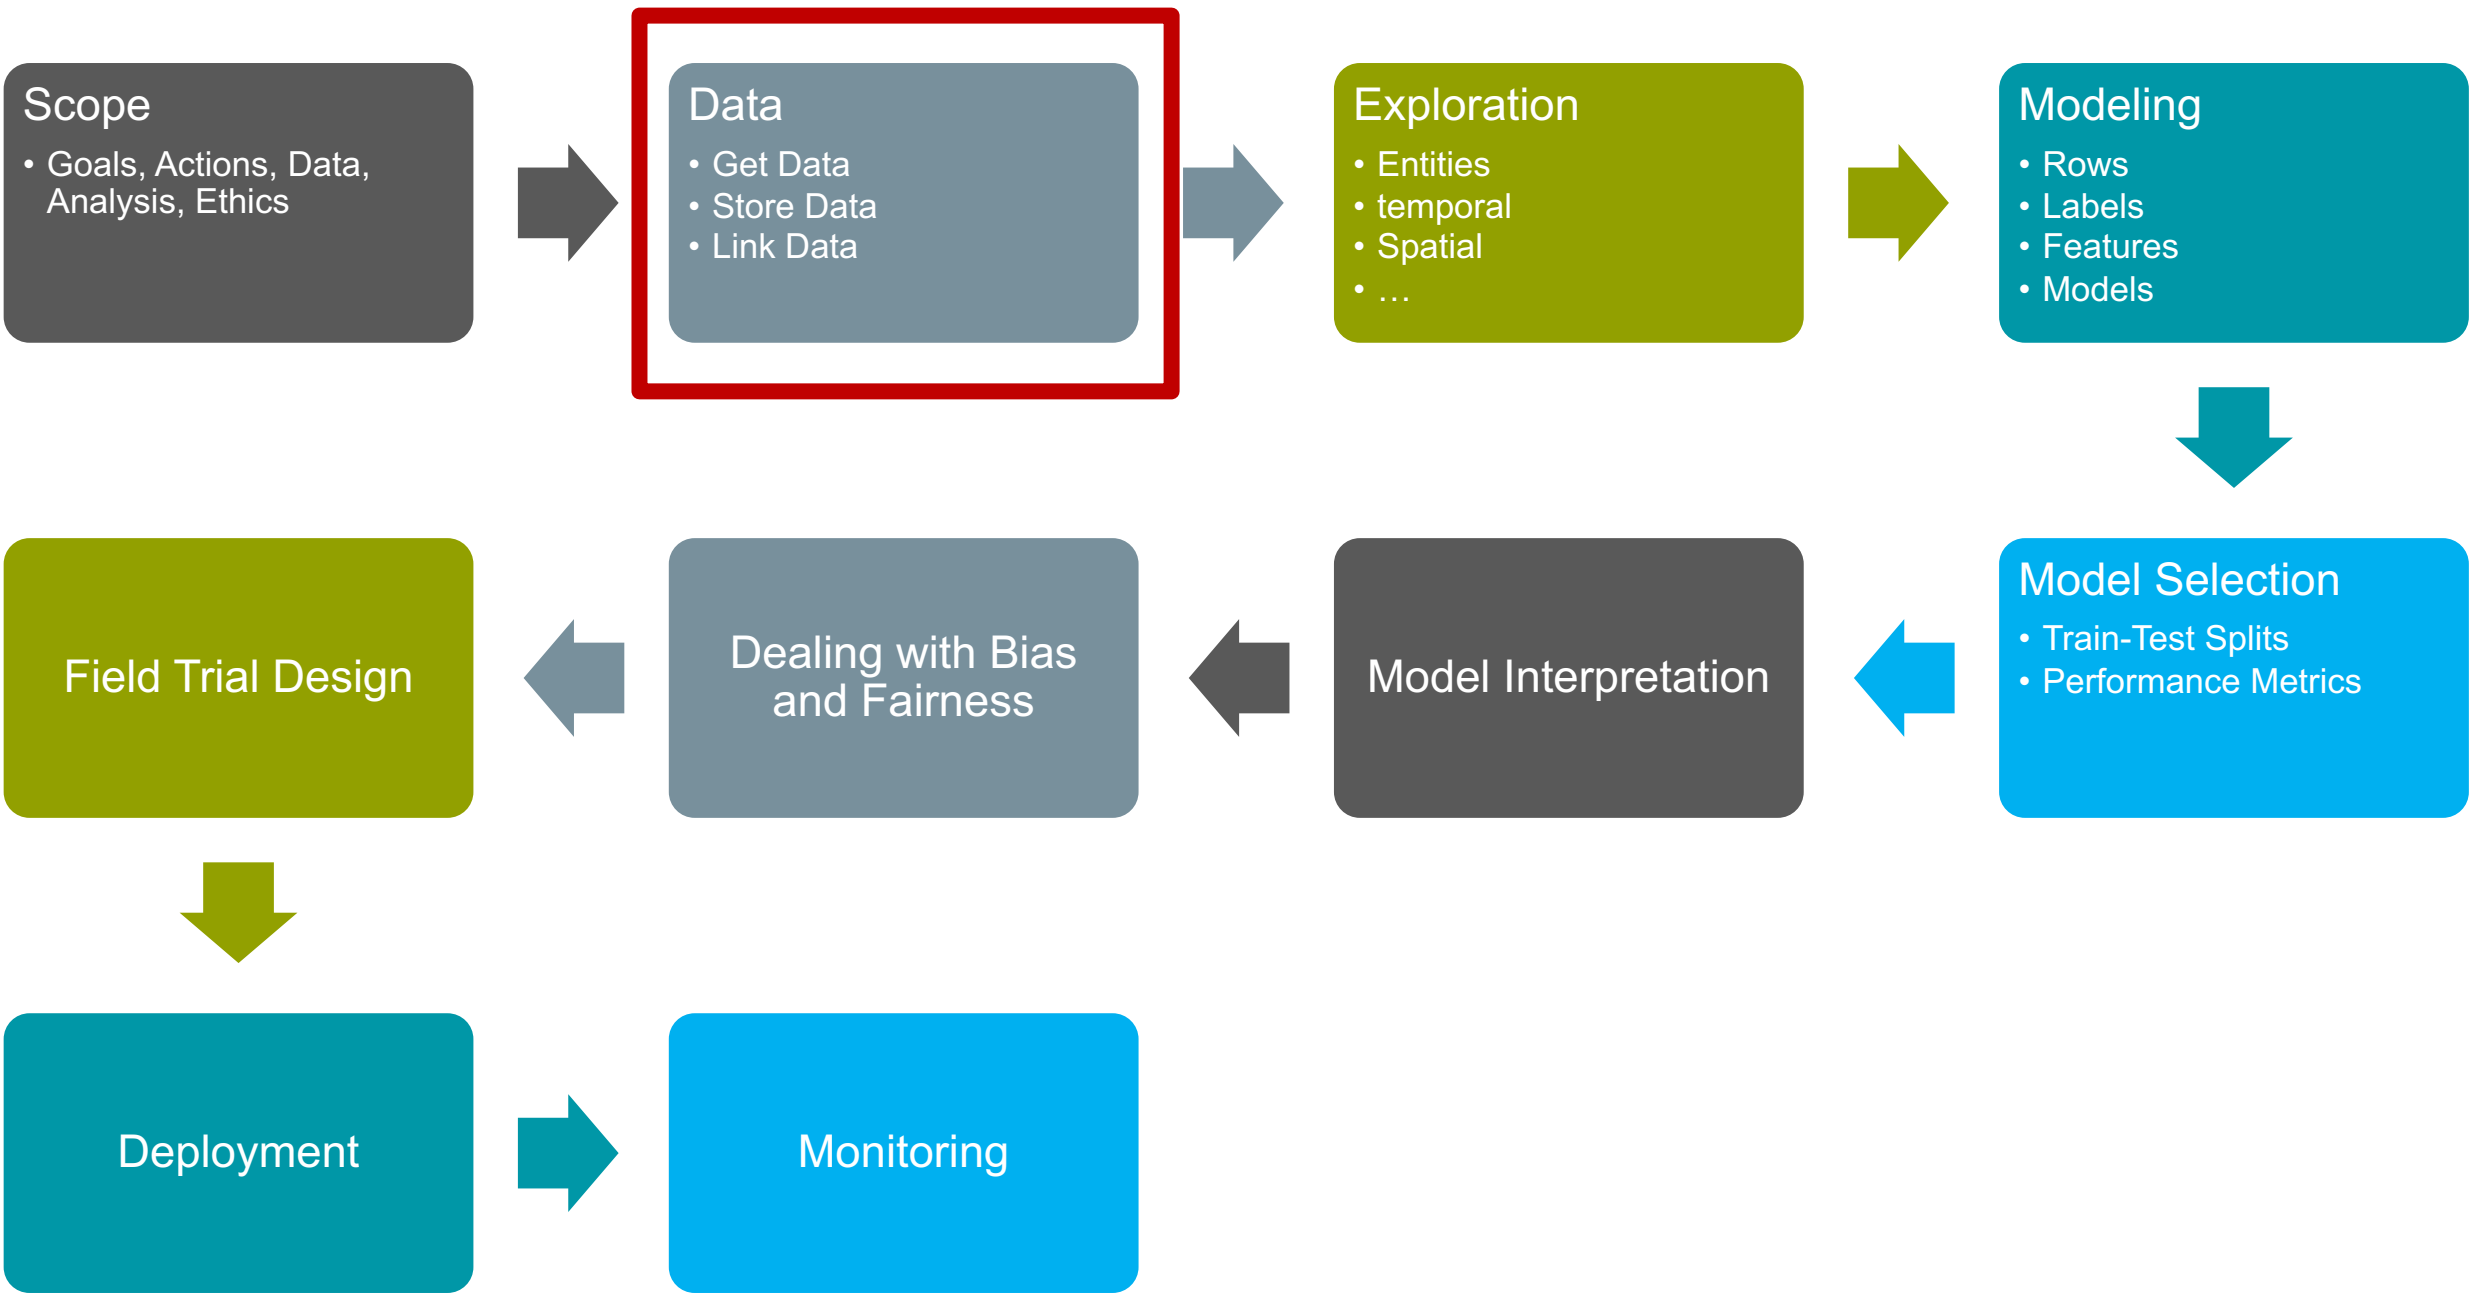 Scope
• Goals, Actions, Data,
Analysis, Ethics
Data
• Get Data
• Store Data
• Link Data
Exploration
• Entities
• temporal
• Spatial
• …
Modeling
• Rows
• Labels
• Features
• Models
Model Selection
• Train-Test Splits
• Performance Metrics
Model Interpretation
Dealing with Bias
and Fairness
Field Trial Design
Deployment
Monitoring